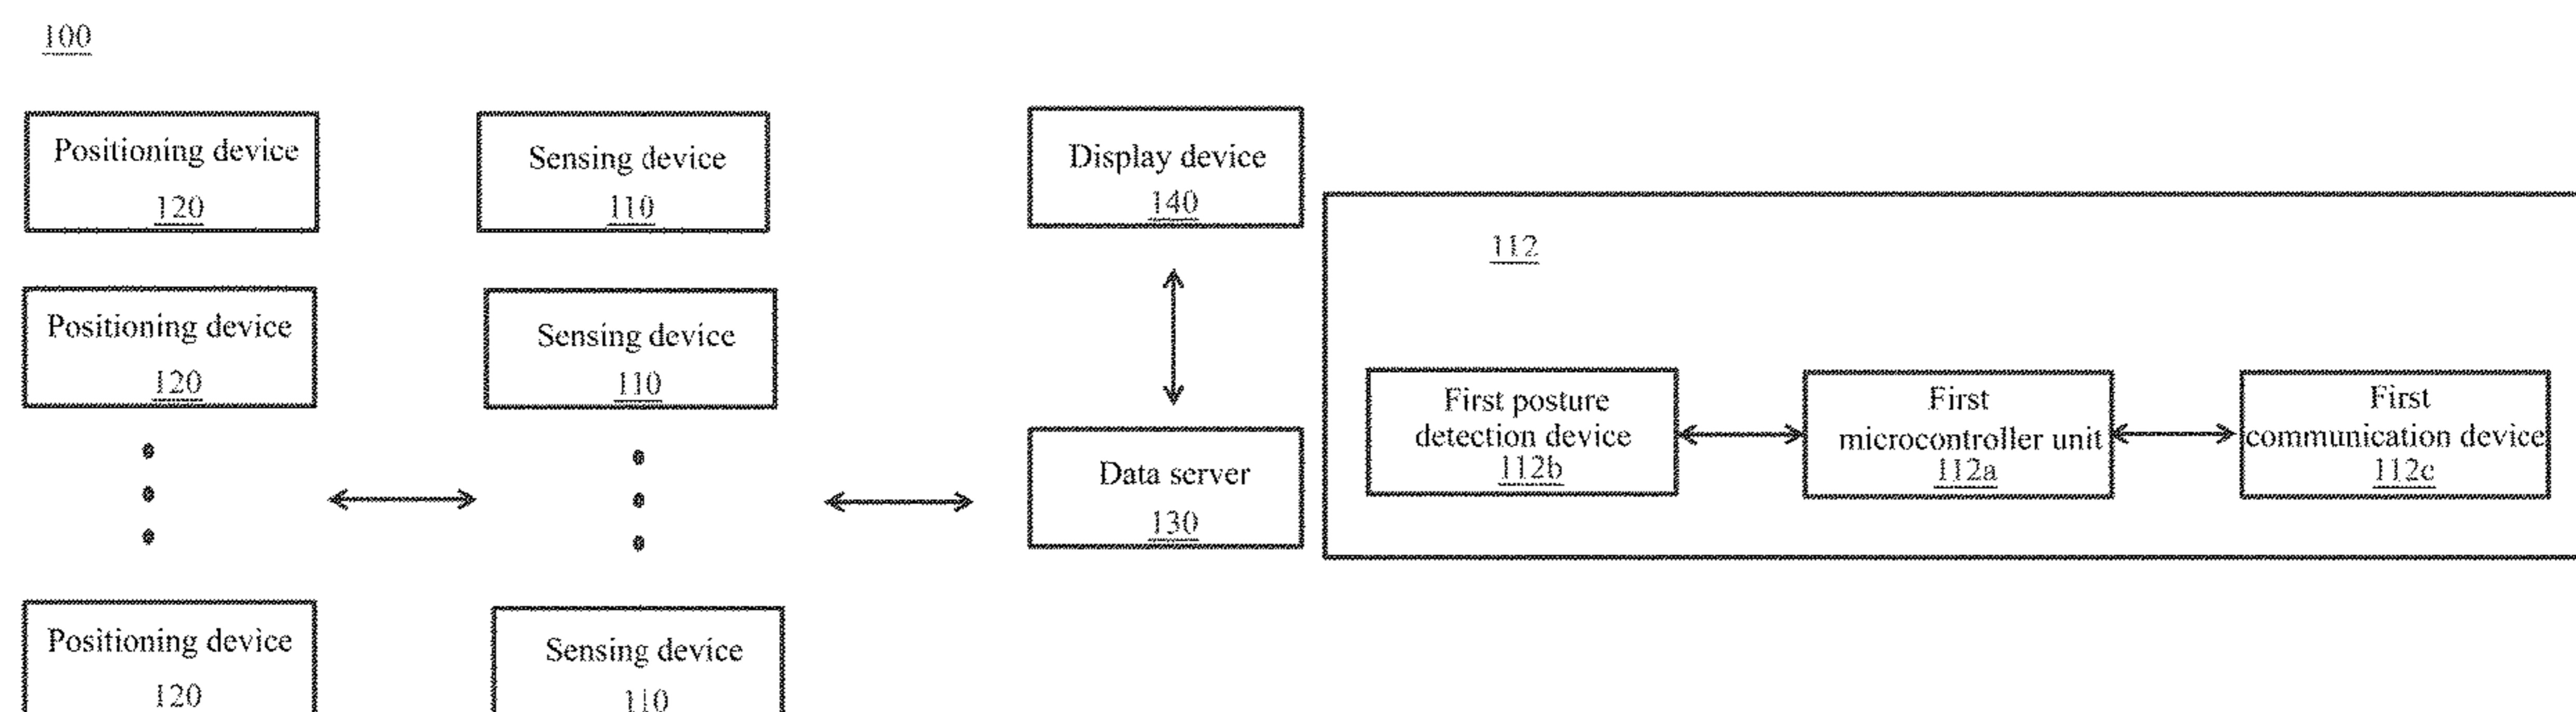 100
Positioning device
120
Sensing device
110
Display device
140
Positioning device
120
Sensing device
110
Data server
130
Positioning device
120
Sensing device
110
112
First posture
detection device
112b
First
microcontroller unit
112a
First
communication device
112c